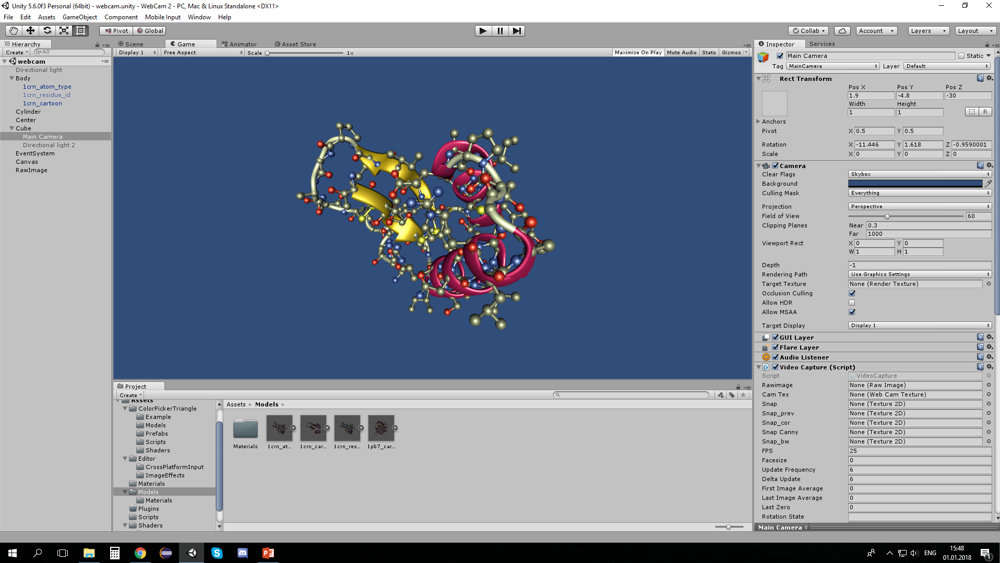 Unity 5.6.0f3 Personal (64bit) - webcam.unity - WebCam 2 - PC, Mac & Linux Standalone <DX11>
File Edit Assets GameObject Component Mobile Input Window Help
Pivot Global Collab Account Layers Layout
Hierarchy
Create All
webcam
Directional light
Body
1crn_atom_type
1crn_residue_id
1crn_cartoon
Cylinder
Center
Cube
Main Camera
Directional light 2
EventSystem
Canvas
RawImage
Scene Game Animator Asset Store
Display 1 Free Aspect Scale 1x Maximize On Play Mute Audio Stats Gizmos
Project
Create
Assets
ColorPickerTriangle
Example
Models
Prefabs
Scripts
Shaders
Editor
CrossPlatformInput
ImageEffects
Materials
Models
Materials
Plugins
Scripts
Shaders
Assets Models
Materials 1crn_at... 1crn_car... 1crn_res... 1pb7_car...
Inspector Services
Main Camera Static
Tag MainCamera Layer Default
Rect Transform
Pos X Pos Y Pos Z
1.9 -4.8 -30
Width Height
1 1 R
Anchors
Pivot X 0.5 Y 0.5
Rotation X -11.446 Y 1.618 Z -0.9590001
Scale X 0 Y 0 Z 0
Camera
Clear Flags Skybox
Background
Culling Mask Everything
Projection Perspective
Field of View 60
Clipping Planes Near 0.3
Far 1000
Viewport Rect X 0 Y 0
W 1 H 1
Depth -1
Rendering Path Use Graphics Settings
Target Texture None (Render Texture)
Occlusion Culling
Allow HDR
Allow MSAA
Target Display Display 1
GUI Layer
Flare Layer
Audio Listener
Video Capture (Script)
Script VideoCapture
Rawimage None (Raw Image)
Cam Tex None (Web Cam Texture)
Snap None (Texture 2D)
Snap_prev None (Texture 2D)
Snap_cor None (Texture 2D)
Snap Canny None (Texture 2D)
Snap_bw None (Texture 2D)
FPS 25
Facesize 0
Update Frequency 6
Delta Update 6
First Image Average 0
Last Image Average 0
Last Zero 0
Rotation State
Main Camera
ENG 15:48
01.01.2018
1